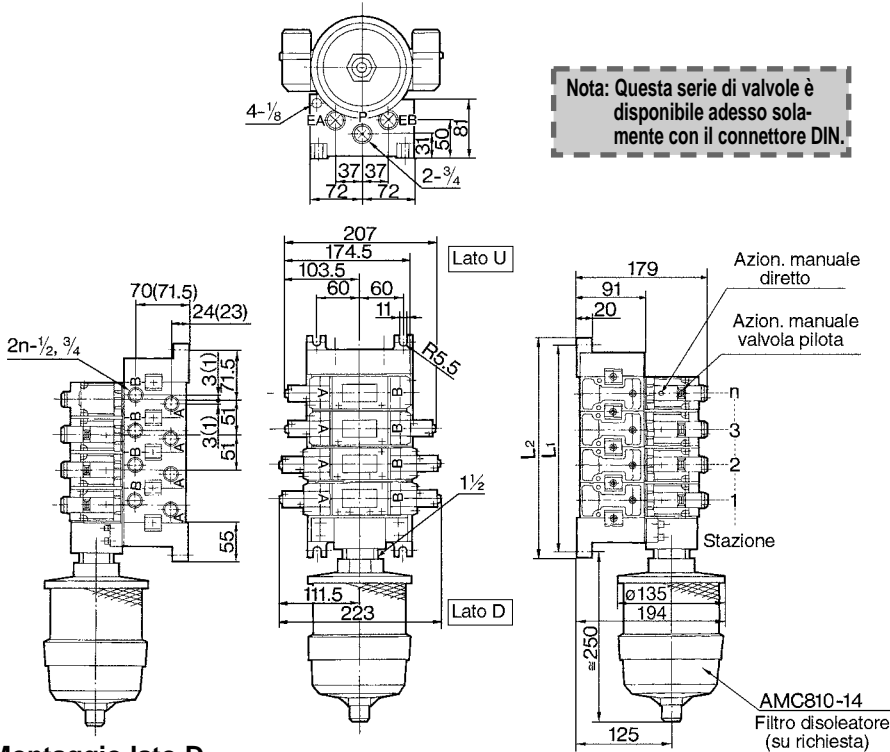 4-⅛
EA
P
EB
31
50
81
37
37
2-¾
72
72
Nota: Questa serie di valvole è
disponibile adesso sola-
mente con il connettore DIN.
207
174.5
Lato U
103.5
60
60
11
R5.5
70(71.5)
24(23)
2n-½, ¾
3(1)
71.5
51
3(1)
51
55
B
B
B
B
A
A
A
A
A
B
A
B
A
B
A
B
1½
111.5
223
Lato D
179
91
20
Azion. manuale
diretto
Azion. manuale
valvola pilota
n
3
2
1
L2
L1
Stazione
ø135
194
≅250
125
AMC810-14
Filtro disoleatore
(su richiesta)